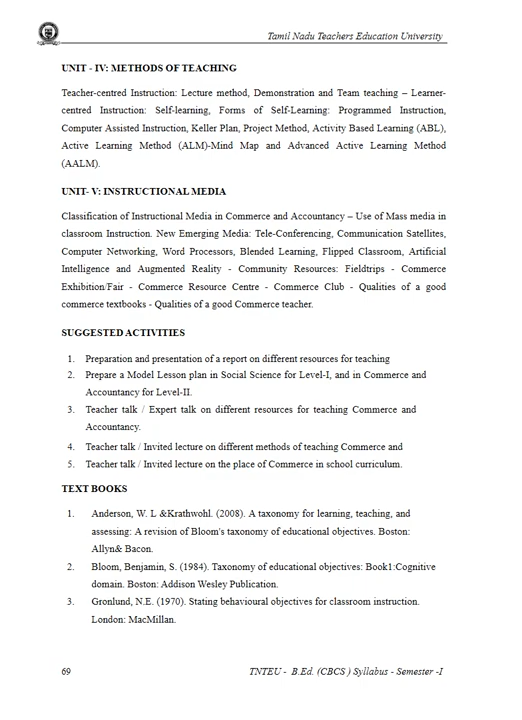 Tamil Nadu Teachers Education University
UNIT - IV: METHODS OF TEACHING
Teacher-centred Instruction: Lecture method, Demonstration and Team teaching – Learner-
centred Instruction: Self-learning, Forms of Self-Learning: Programmed Instruction,
Computer Assisted Instruction, Keller Plan, Project Method, Activity Based Learning (ABL),
Active Learning Method (ALM)-Mind Map and Advanced Active Learning Method
(AALM).
UNIT- V: INSTRUCTIONAL MEDIA
Classification of Instructional Media in Commerce and Accountancy – Use of Mass media in
classroom Instruction. New Emerging Media: Tele-Conferencing, Communication Satellites,
Computer Networking, Word Processors, Blended Learning, Flipped Classroom, Artificial
Intelligence and Augmented Reality - Community Resources: Fieldtrips - Commerce
Exhibition/Fair - Commerce Resource Centre - Commerce Club - Qualities of a good
commerce textbooks - Qualities of a good Commerce teacher.
SUGGESTED ACTIVITIES
1. Preparation and presentation of a report on different resources for teaching
2. Prepare a Model Lesson plan in Social Science for Level-I, and in Commerce and
Accountancy for Level-II.
3. Teacher talk / Expert talk on different resources for teaching Commerce and
Accountancy.
4. Teacher talk / Invited lecture on different methods of teaching Commerce and
5. Teacher talk / Invited lecture on the place of Commerce in school curriculum.
TEXT BOOKS
1. Anderson, W. L &Krathwohl. (2008). A taxonomy for learning, teaching, and
assessing: A revision of Bloom's taxonomy of educational objectives. Boston:
Allyn& Bacon.
2. Bloom, Benjamin, S. (1984). Taxonomy of educational objectives: Book1:Cognitive
domain. Boston: Addison Wesley Publication.
3. Gronlund, N.E. (1970). Stating behavioural objectives for classroom instruction.
London: MacMillan.
69 TNTEU - B.Ed. (CBCS ) Syllabus - Semester -I